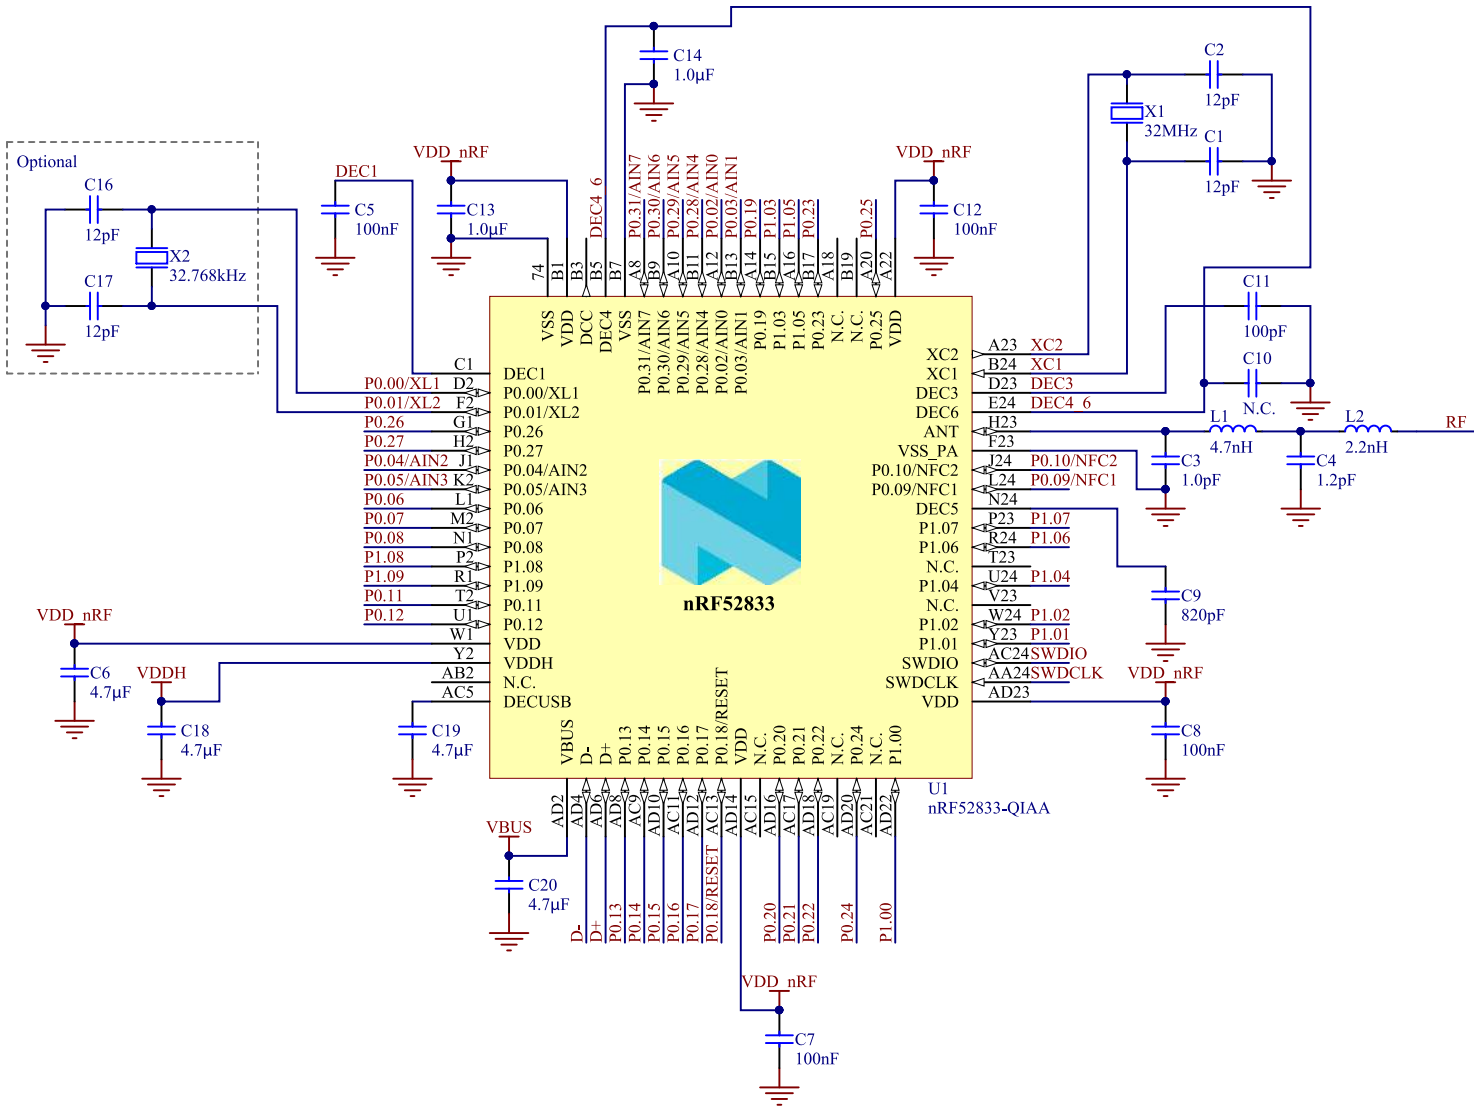 C14
1.0µF
C2
12pF
X1
32MHz
C1
12pF
Optional
C16
12pF
X2
32.768kHz
C17
12pF
DEC1
C5
100nF
VDD_nRF
C13
1.0µF
VDD_nRF
C12
100nF
DEC4_6
P0.31/AIN7
P0.30/AIN6
P0.29/AIN5
P0.28/AIN4
P0.02/AIN0
P0.03/AIN1
P0.19
P1.03
P1.05
P0.23
P0.25
74
B1
B3
B5
B7
A8
B9
A10
B11
A12
B13
A14
B15
A16
B17
A18
B19
A20
A22
VSS
VDD
DCC
DEC4
VSS
P0.31/AIN7
P0.30/AIN6
P0.29/AIN5
P0.28/AIN4
P0.02/AIN0
P0.03/AIN1
P0.19
P1.03
P1.05
P0.23
N.C.
N.C.
P0.25
VDD
C1 DEC1
P0.00/XL1 D2 P0.00/XL1
P0.01/XL2 F2 P0.01/XL2
P0.26 G1 P0.26
P0.27 H2 P0.27
P0.04/AIN2 J1 P0.04/AIN2
P0.05/AIN3 K2 P0.05/AIN3
P0.06 L1 P0.06
P0.07 M2 P0.07
P0.08 N1 P0.08
P1.08 P2 P1.08
P1.09 R1 P1.09
P0.11 T2 P0.11
P0.12 U1 P0.12
W1 VDD
Y2 VDDH
AB2 N.C.
AC5 DECUSB
XC2 A23 XC2
XC1 B24 XC1
DEC3 D23 DEC3
DEC6 E24 DEC4_6
ANT H23
VSS_PA F23
P0.10/NFC2 J24 P0.10/NFC2
P0.09/NFC1 L24 P0.09/NFC1
DEC5 N24
P1.07 P23 P1.07
P1.06 R24 P1.06
N.C. T23
P1.04 U24 P1.04
N.C. V23
P1.02 W24 P1.02
P1.01 Y23 P1.01
SWDIO AC24 SWDIO
SWDCLK AA24 SWDCLK
VDD AD23
C11
100pF
C10
N.C.
L1
4.7nH
L2
2.2nH
RF
C3
1.0pF
C4
1.2pF
C9
820pF
VDD_nRF
C8
100nF
nRF52833
VDD_nRF
C6
4.7µF
VDDH
C18
4.7µF
C19
4.7µF
VBUS
D-
D+
P0.13
P0.14
P0.15
P0.16
P0.17
P0.18/RESET
VDD
N.C.
P0.20
P0.21
P0.22
N.C.
P0.24
N.C.
P1.00
U1
nRF52833-QIAA
AD2
AD4
AD6
AD8
AC9
AD10
AC11
AD12
AC13
AD14
AC15
AD16
AC17
AD18
AC19
AD20
AC21
AD22
VBUS
C20
4.7µF
D-
D+
P0.13
P0.14
P0.15
P0.16
P0.17
P0.18/RESET
P0.20
P0.21
P0.22
P0.24
P1.00
VDD_nRF
C7
100nF